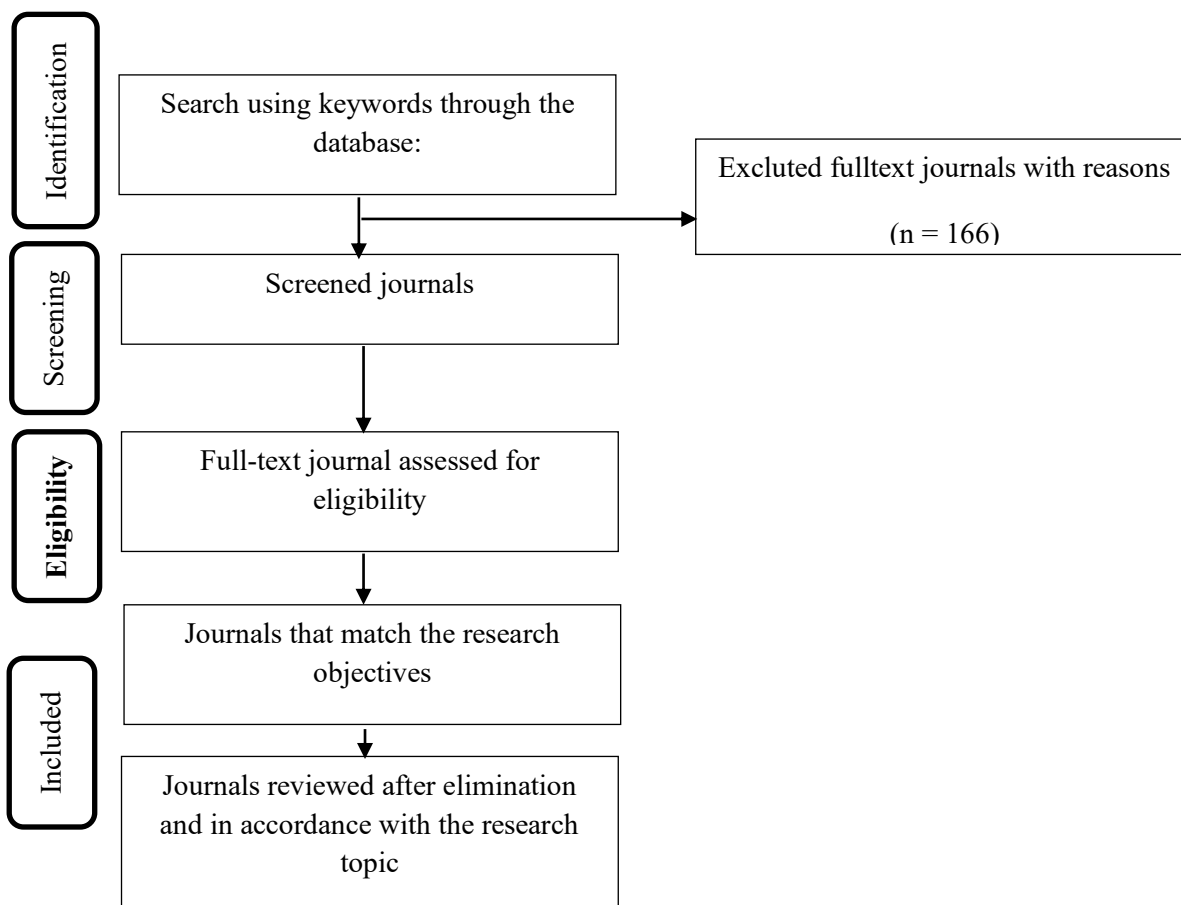 Identification
Search using keywords through the
database:
Excluted fulltext journals with reasons
(n = 166)
Screening
Screened journals
Eligibility
Full-text journal assessed for
eligibility
Journals that match the research
objectives
Included
Journals reviewed after elimination
and in accordance with the research
topic